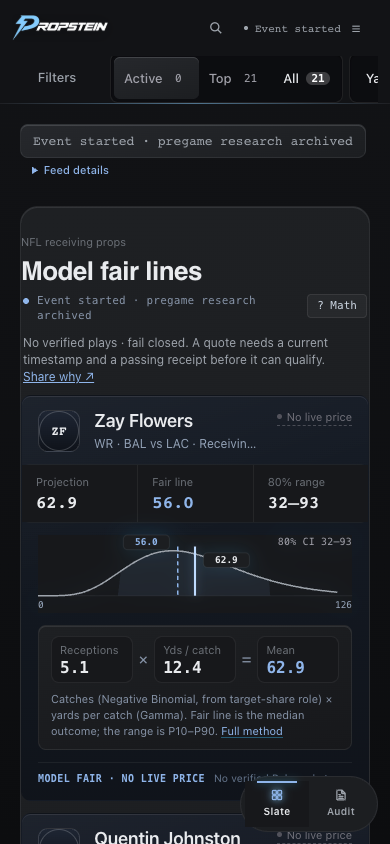 PROPSTEIN
• Event started ≡
Filters
Active 0 Top 21 All 21
Event started · pregame research archived
▶ Feed details
NFL receiving props
Model fair lines
• Event started · pregame research
archived
? Math
No verified plays · fail closed. A quote needs a current
timestamp and a passing receipt before it can qualify.
Share why ↗
ZF
Zay Flowers
WR · BAL vs LAC · Receivin...
• No live price
Projection
62.9
Fair line
56.0
80% range
32–93
56.0
62.9
80% CI 32–93
0 126
Receptions
5.1
×
Yds / catch
12.4
=
Mean
62.9
Catches (Negative Binomial, from target-share role) ×
yards per catch (Gamma). Fair line is the median
outcome; the range is P10–P90. Full method
MODEL FAIR · NO LIVE PRICE No
Slate
Audit
Quentin Johnston
No live price